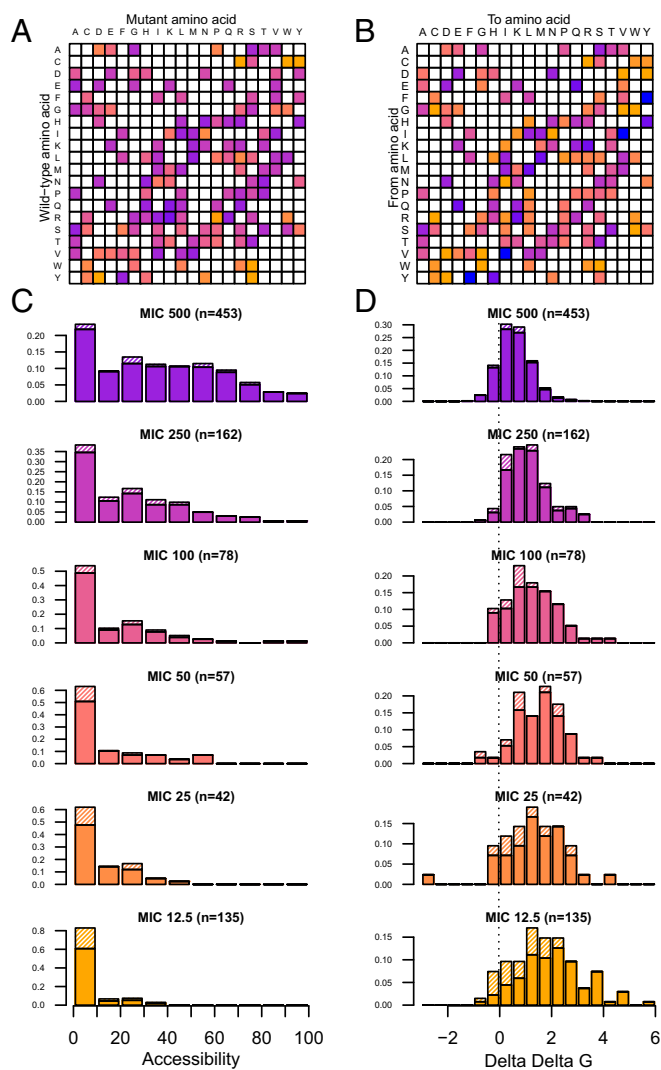 A
Mutant amino acid
A C D E F G H I K L M N P Q R S T V W Y
Wild−type amino acid
A
C
D
E
F
G
H
I
K
L
M
N
P
Q
R
S
T
V
W
Y
B
To amino acid
A C D E F G H I K L M N P Q R S T V W Y
From amino acid
A
C
D
E
F
G
H
I
K
L
M
N
P
Q
R
S
T
V
W
Y
C
MIC 500 (n=453)
0.20
0.15
0.10
0.05
0.00
MIC 250 (n=162)
0.35
0.30
0.25
0.20
0.15
0.10
0.05
0.00
MIC 100 (n=78)
0.5
0.4
0.3
0.2
0.1
0.0
MIC 50 (n=57)
0.6
0.5
0.4
0.3
0.2
0.1
0.0
MIC 25 (n=42)
0.6
0.5
0.4
0.3
0.2
0.1
0.0
MIC 12.5 (n=135)
0.8
0.6
0.4
0.2
0.0
0 20 40 60 80 100
Accessibility
D
MIC 500 (n=453)
0.30
0.25
0.20
0.15
0.10
0.05
0.00
MIC 250 (n=162)
0.20
0.15
0.10
0.05
0.00
MIC 100 (n=78)
0.20
0.15
0.10
0.05
0.00
MIC 50 (n=57)
0.20
0.15
0.10
0.05
0.00
MIC 25 (n=42)
0.15
0.10
0.05
0.00
MIC 12.5 (n=135)
0.15
0.10
0.05
0.00
−2 0 2 4 6
Delta Delta G